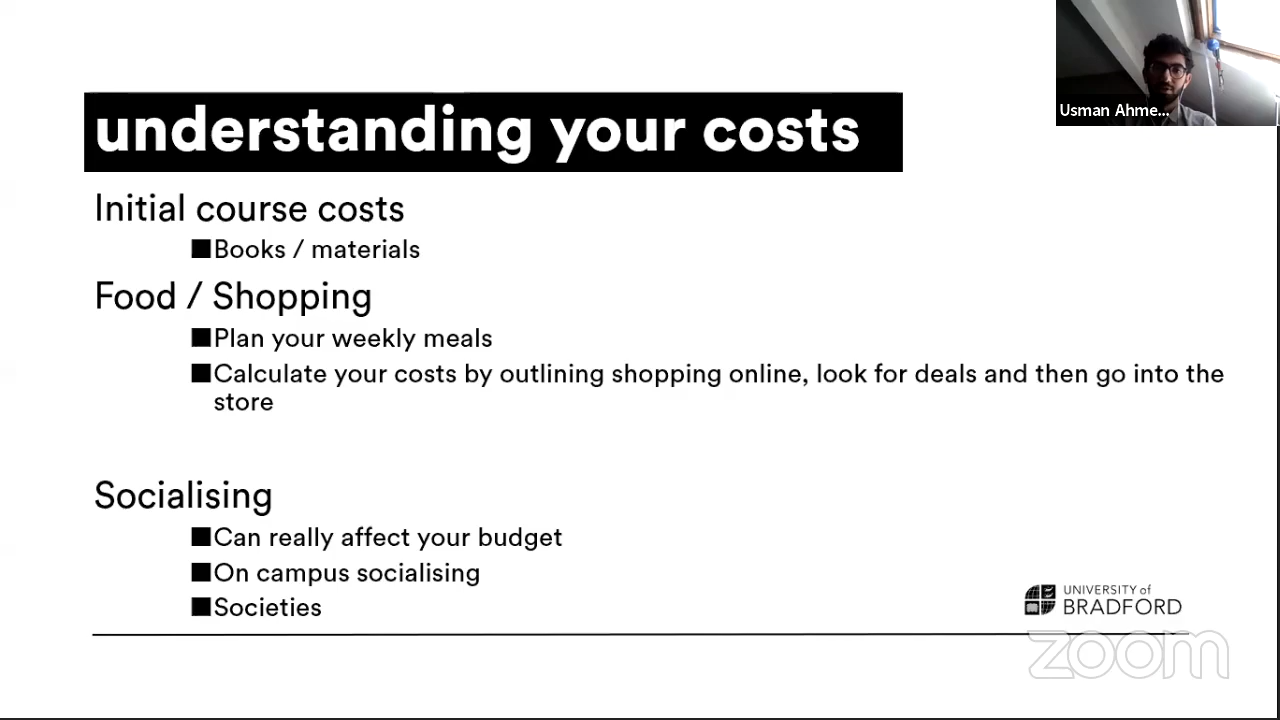 understanding your costs
Usman Ahme...
Initial course costs
■Books / materials
Food / Shopping
■Plan your weekly meals
■Calculate your costs by outlining shopping online, look for deals and then go into the
store
Socialising
■Can really affect your budget
■On campus socialising
■Societies
UNIVERSITY of
BRADFORD
zoom